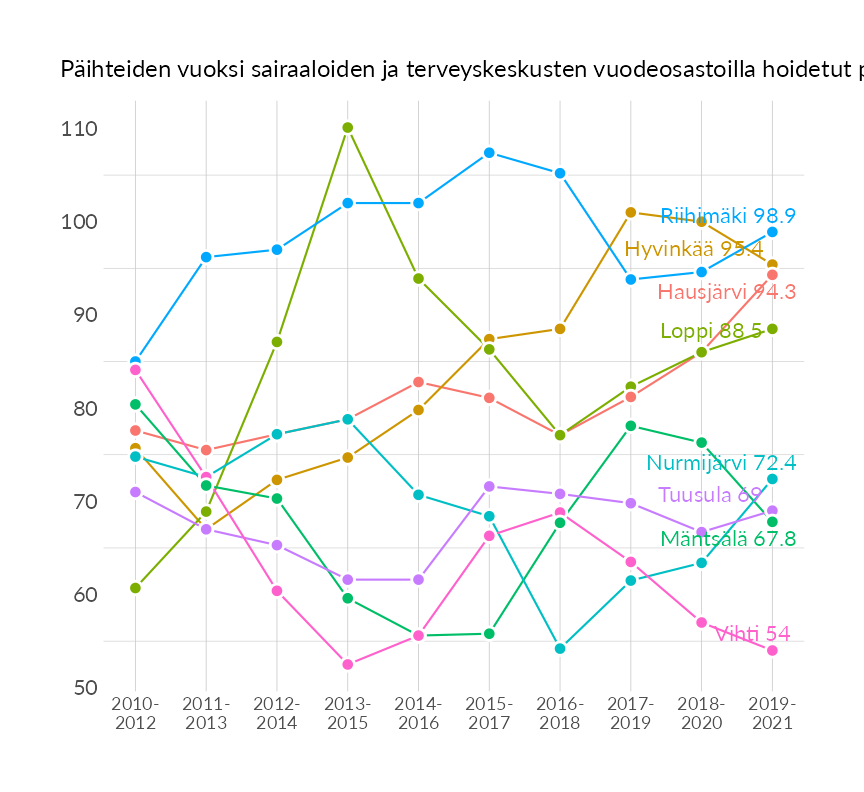 Päihteiden vuoksi sairaaloiden ja terveyskeskusten vuodeosastoilla hoidetut
110
100
90
80
70
60
50
Riihimäki 98.9
Hyvinkää 95.4
Hausjärvi 94.3
Loppi 88.5
Nurmijärvi 72.4
Tuusula 69
Mäntsälä 67.8
Vihti 54
2010- 2011- 2012- 2013- 2014- 2015- 2016- 2017- 2018- 2019-
2012 2013 2014 2015 2016 2017 2018 2019 2020 2021